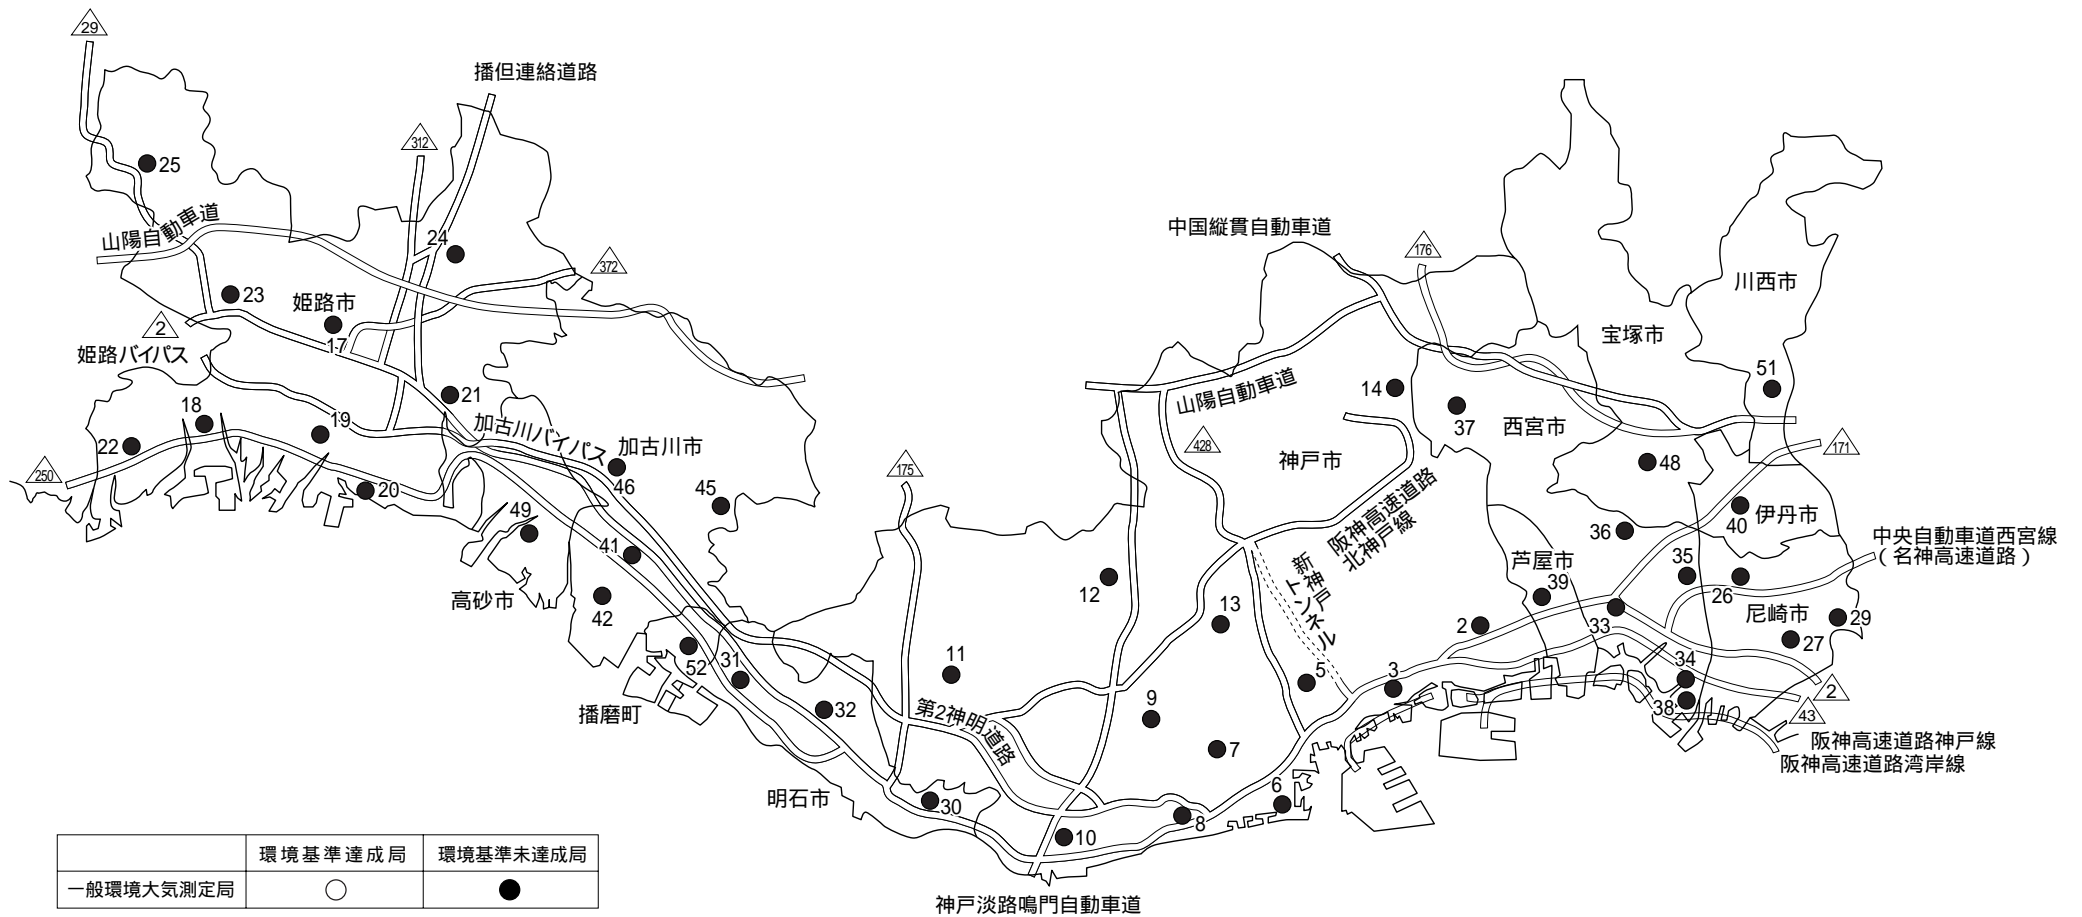 29
播但連絡道路
312
25
山陽自動車道
24
372
中国縦貫自動車道
176
川西市
23
姫路市
2
17
姫路バイパス
宝塚市
51
14
山陽自動車道
21
18
19
加古川バイパス
加古川市
22
37
西宮市
428
神戸市
171
48
250
20
46
45
175
阪神高速道路
北神戸線
40
伊丹市
49
36
中央自動車道西宮線
(名神高速道路)
41
新神戸
トンネル
芦屋市
39
35
26
高砂市
42
12
13
2
33
尼崎市
29
27
52
31
11
5
3
34
2
播磨町
32
9
第2神明道路
38
43
7
阪神高速道路神戸線
阪神高速道路湾岸線
明石市
30
6
8
10
環境基準達成局
環境基準未達成局
一般環境大気測定局
○
●
神戸淡路鳴門自動車道